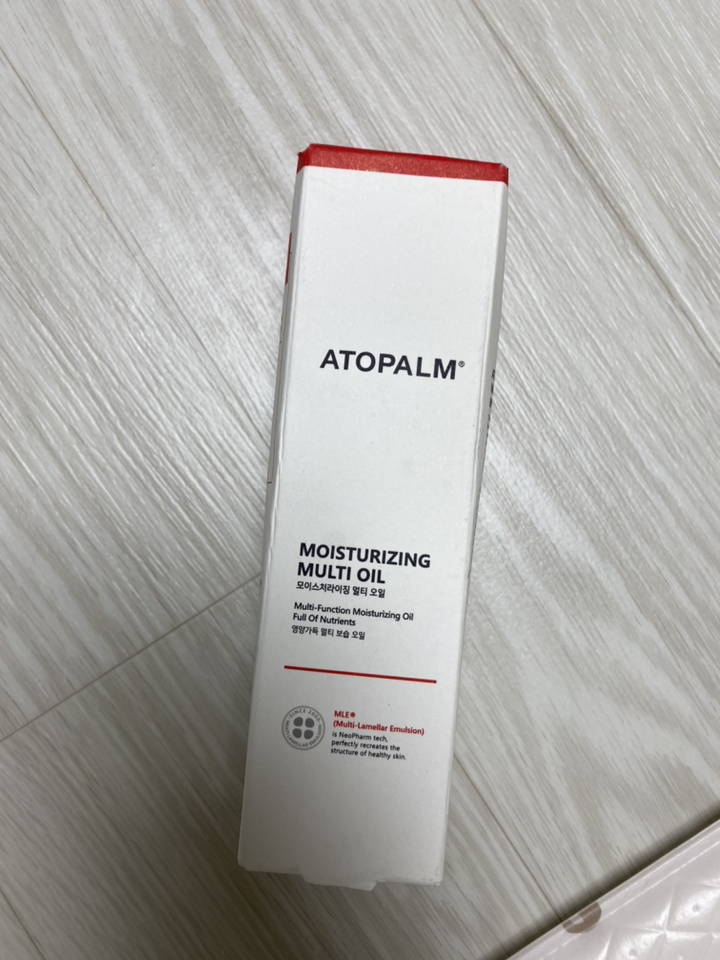 ATOPALM®
MOISTURIZING
MULTI OIL
모이스처라이징 멀티 오일
Multi-Function Moisturizing Oil
Full Of Nutrients
영양가득 멀티 보습 오일
SINCE 2000
MLE®
(Multi-Lamellar Emulsion)
is NeoPharm tech,
perfectly recreates the
structure of healthy skin.